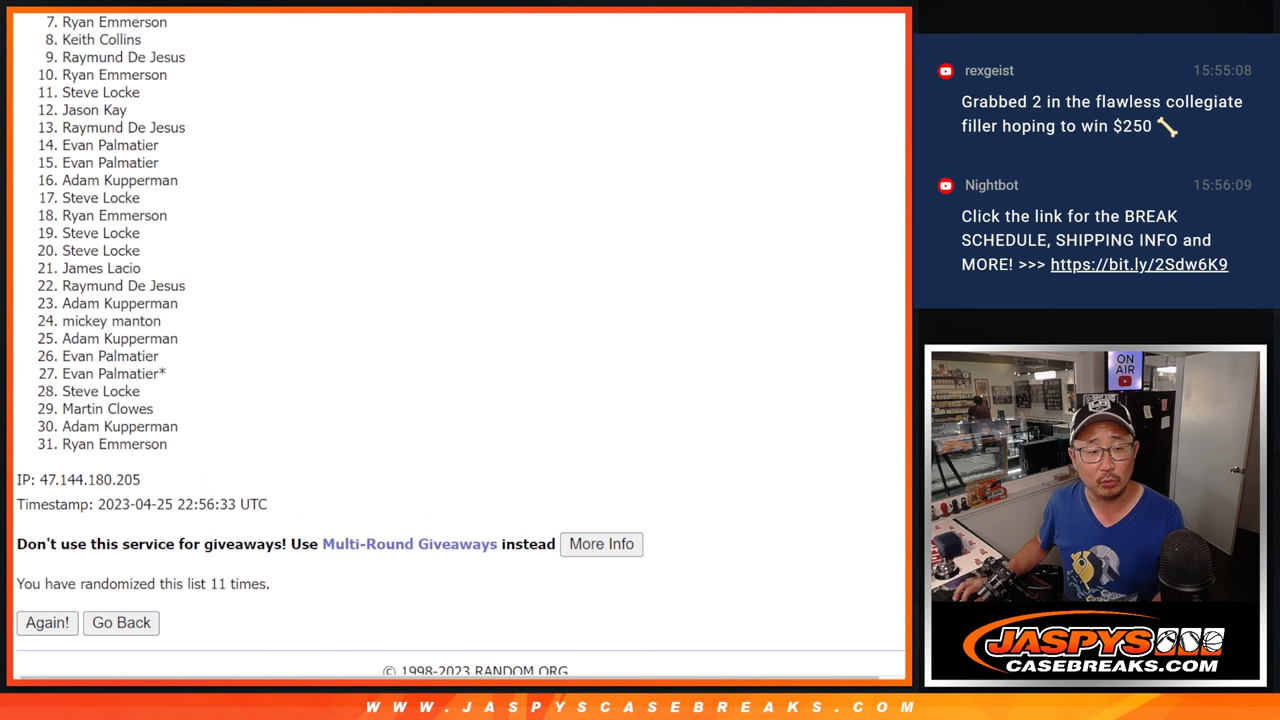 7. Ryan Emmerson
8. Keith Collins
9. Raymund De Jesus
10. Ryan Emmerson
11. Steve Locke
12. Jason Kay
13. Raymund De Jesus
14. Evan Palmatier
15. Evan Palmatier
16. Adam Kupperman
17. Steve Locke
18. Ryan Emmerson
19. Steve Locke
20. Steve Locke
21. James Lacio
22. Raymund De Jesus
23. Adam Kupperman
24. mickey manton
25. Adam Kupperman
26. Evan Palmatier
27. Evan Palmatier*
28. Steve Locke
29. Martin Clowes
30. Adam Kupperman
31. Ryan Emmerson
IP: 47.144.180.205
Timestamp: 2023-04-25 22:56:33 UTC
Don't use this service for giveaways! Use Multi-Round Giveaways instead More Info
You have randomized this list 11 times.
Again! Go Back
© 1998-2023 RANDOM.ORG
rexgeist 15:55:08
Grabbed 2 in the flawless collegiate
filler hoping to win $250
Nightbot 15:56:09
Click the link for the BREAK
SCHEDULE, SHIPPING INFO and
MORE! >>> https://bit.ly/2Sdw6K9
ON
AIR
JASPYS
CASEBREAKS.COM
WWW.JASPYSCASEBREAKS.COM